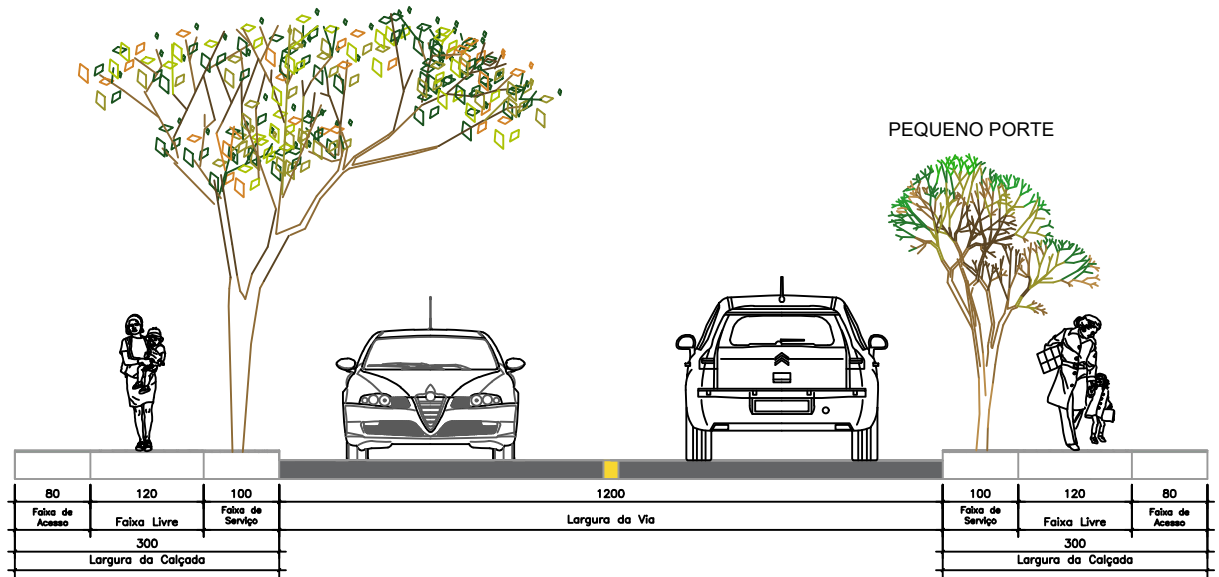 PEQUENO PORTE
80 120 100 1200 100 120 80
Faixa de Acesso Faixa Livre Faixa de Serviço Largura da Via Faixa de Serviço Faixa Livre Faixa de Acesso
300 300
Largura da Calçada Largura da Calçada